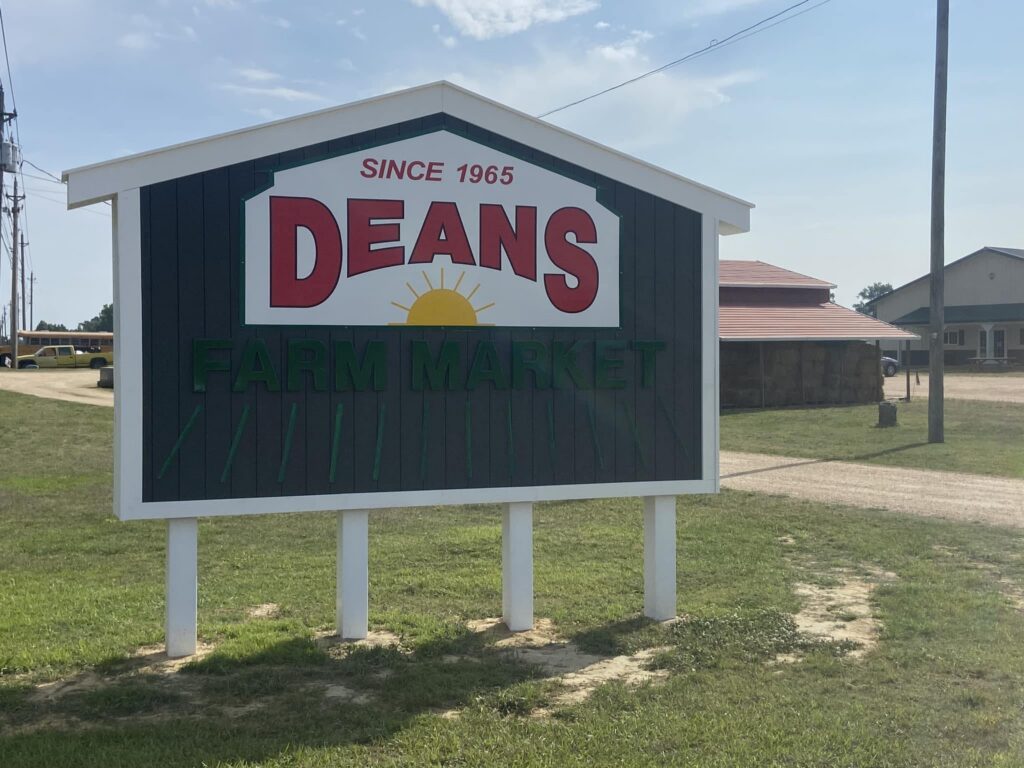 SINCE 1965
DEANS
FARM MARKET